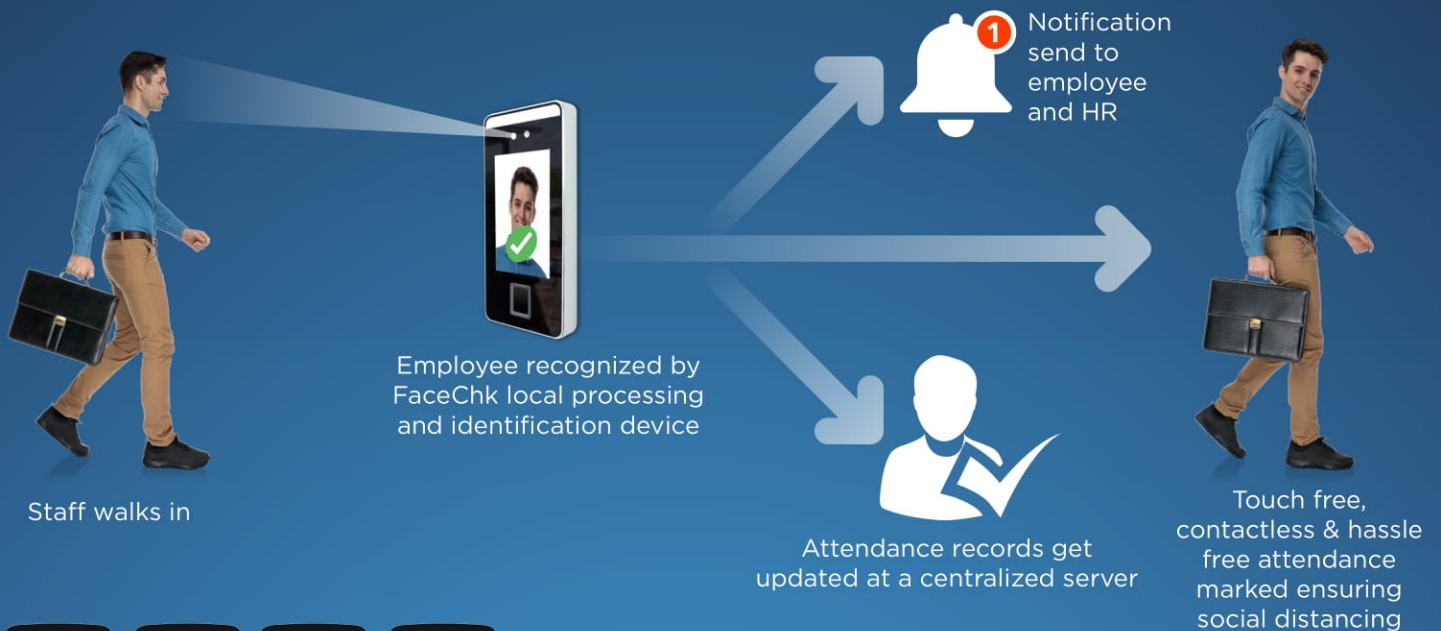 Staff walks in
Employee recognized by
FaceChk local processing
and identification device
1
Notification
send to
employee
and HR
Attendance records get
updated at a centralized server
Touch free,
contactless & hassle
free attendance
marked ensuring
social distancing